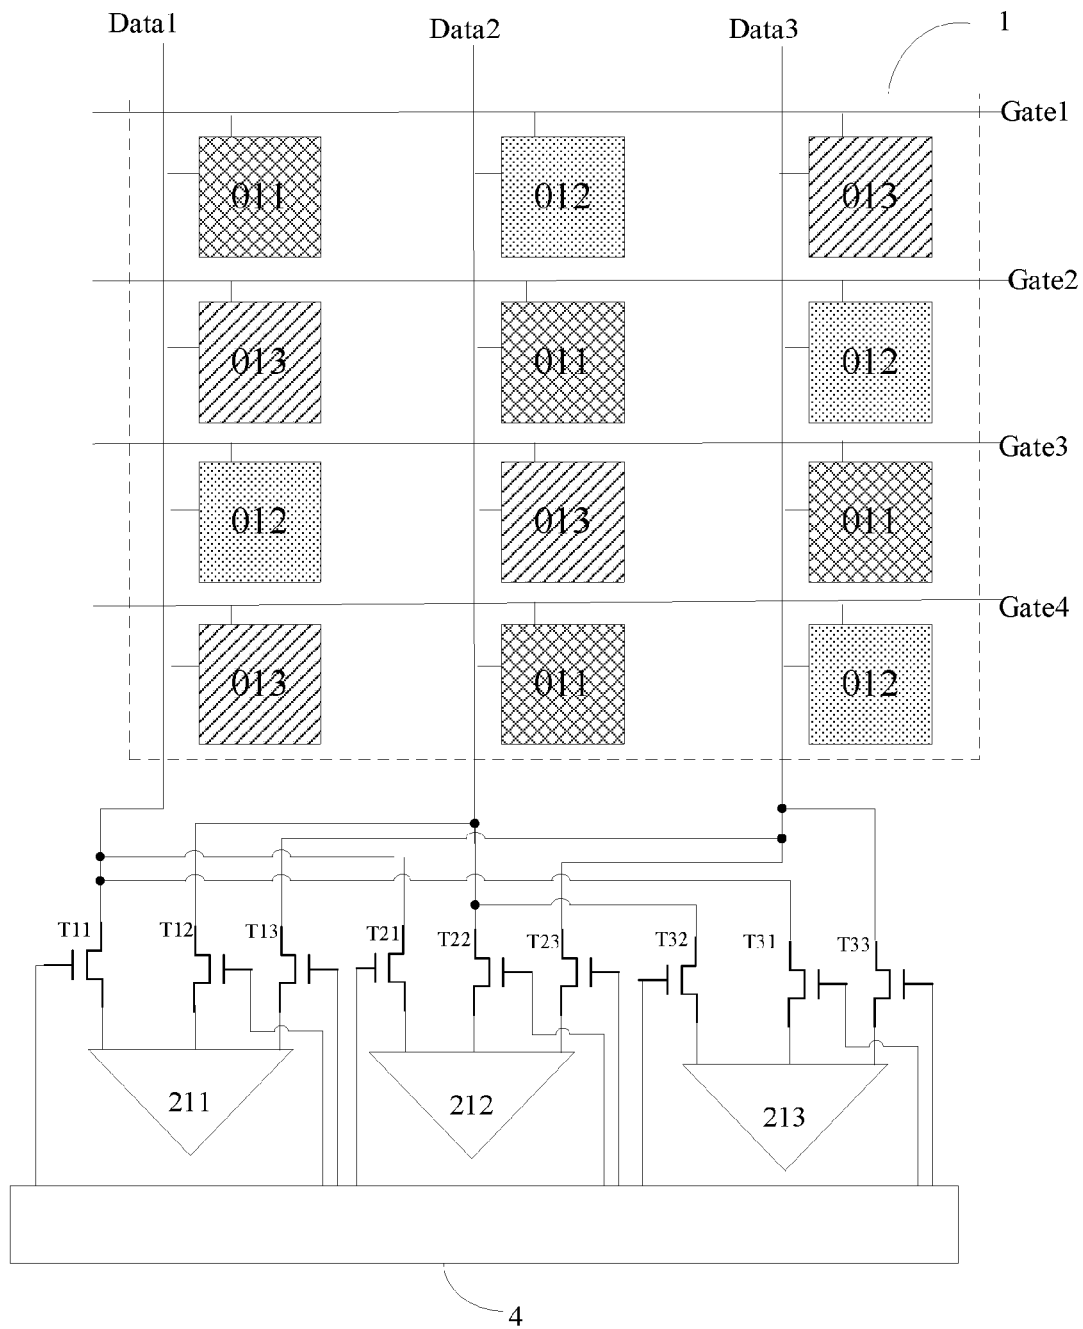 Data1 Data2 Data3 1
Gate1
011 012 013
Gate2
013 011 012
Gate3
012 013 011
Gate4
013 011 012
T11 T12 T13 T21 T22 T23 T32 T31 T33
211 212 213
4